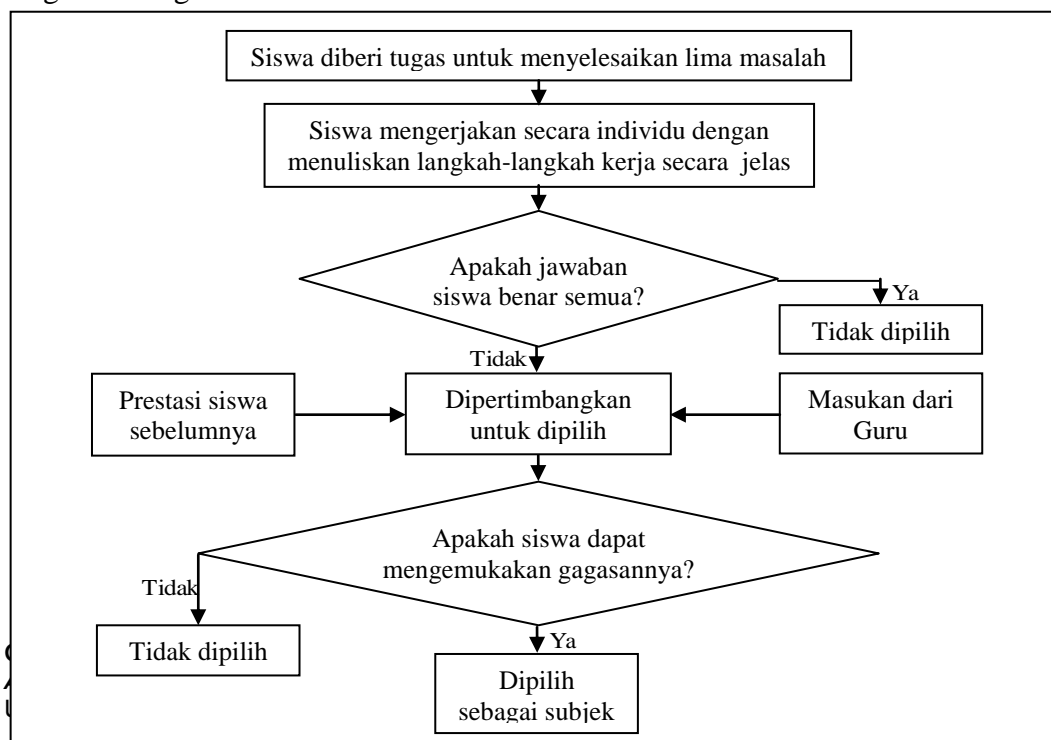 Siswa diberi tugas untuk menyelesaikan lima masalah
Siswa mengerjakan secara individu dengan
menuliskan langkah-langkah kerja secara jelas
Apakah jawaban
siswa benar semua?
Ya
Tidak dipilih
Tidak
Prestasi siswa
sebelumnya
Dipertimbangkan
untuk dipilih
Masukan dari
Guru
Apakah siswa dapat
mengemukakan gagasannya?
Tidak
Tidak dipilih
Ya
Dipilih
sebagai subjek